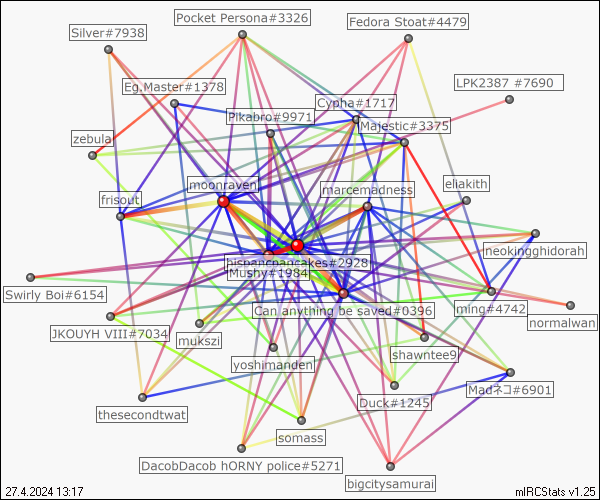 Pocket Persona#3326
Fedora Stoat#4479
Silver#7938
LPK2387 #7690
Eg.Master#1378
Cypha#1717
Pikabro#9971
Majestic#3375
zebula
moonraven
marcemadness
eliakith
frisout
neokingghidorah
hispancnapcakes#2928
Mushy#1984
Swirly Boi#6154
Can anything be saved#0396
ming#4742
normalwan
JKOUYH VIII#7034
mukszi
shawntee9
yoshimanden
Madネコ#6901
Duck#1245
thesecondtwat
somass
DacobDacob hORNY police#5271
bigcitysamurai
27.4.2024 13:17
mIRCStats v1.25